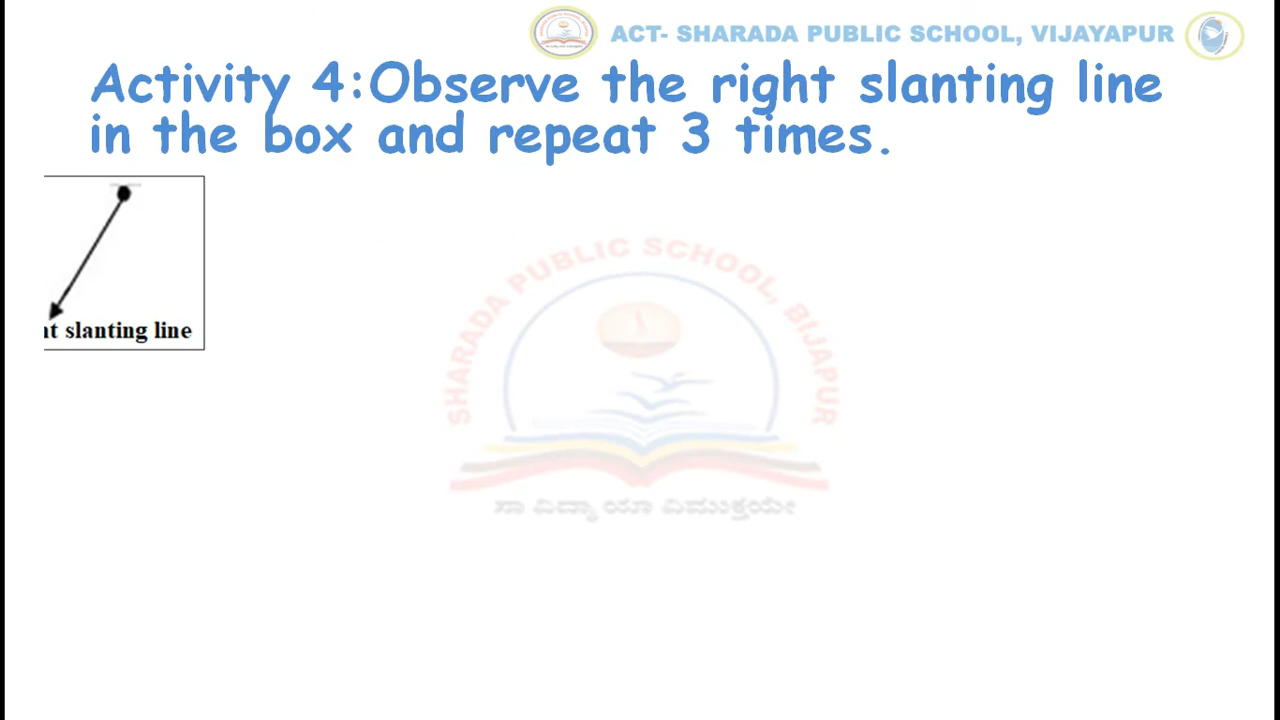 ACT- SHARADA PUBLIC SCHOOL, VIJAYAPUR
Activity 4:Observe the right slanting line
in the box and repeat 3 times.
slanting line
SHARADA PUBLIC SCHOOL, BIJAPUR
ಸಾ ವಿದ್ಯಾ ಯಾ ವಿಮುಕ್ತಯೇ